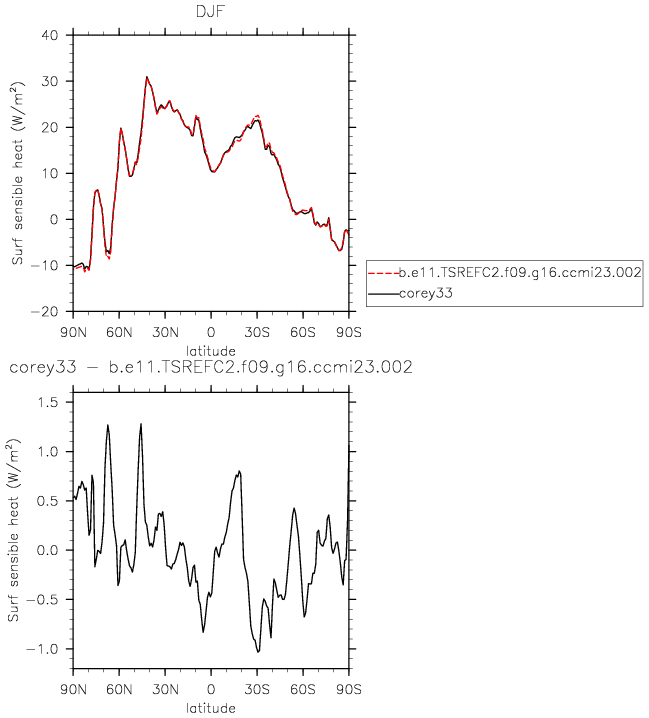 DJF
Surf sensible heat (W/m²)
40
30
20
10
0
−10
−20
90N 60N 30N 0 30S 60S 90S
latitude
b.e11.TSREFC2.f09.g16.ccmi23.002
corey33
corey33 − b.e11.TSREFC2.f09.g16.ccmi23.002
Surf sensible heat (W/m²)
1.5
1.0
0.5
0.0
−0.5
−1.0
90N 60N 30N 0 30S 60S 90S
latitude